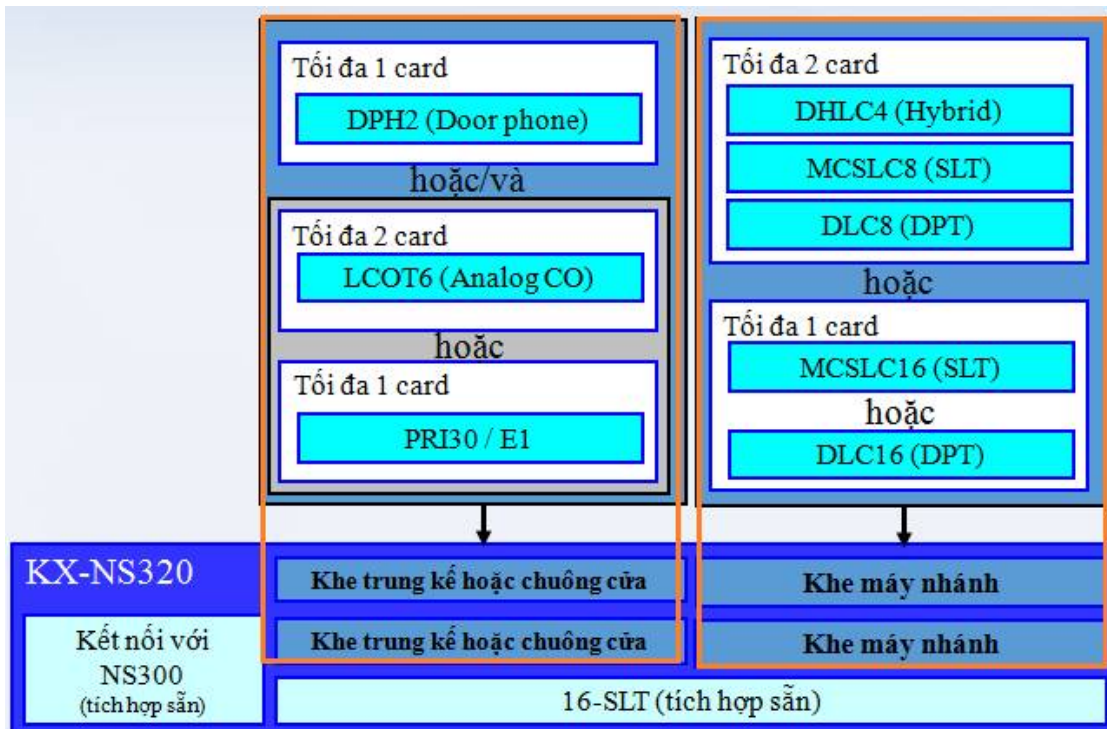 Tối đa 1 card
DPH2 (Door phone)
hoặc/và
Tối đa 2 card
LCOT6 (Analog CO)
hoặc
Tối đa 1 card
PRI30 / E1
Tối đa 2 card
DHLC4 (Hybrid)
MCSLC8 (SLT)
DLC8 (DPT)
hoặc
Tối đa 1 card
MCSLC16 (SLT)
hoặc
DLC16 (DPT)
KX-NS320
Khe trung kế hoặc chuông cửa
Khe máy nhánh
Kết nối với
NS300
(tích hợp sẵn)
Khe trung kế hoặc chuông cửa
Khe máy nhánh
16-SLT (tích hợp sẵn)